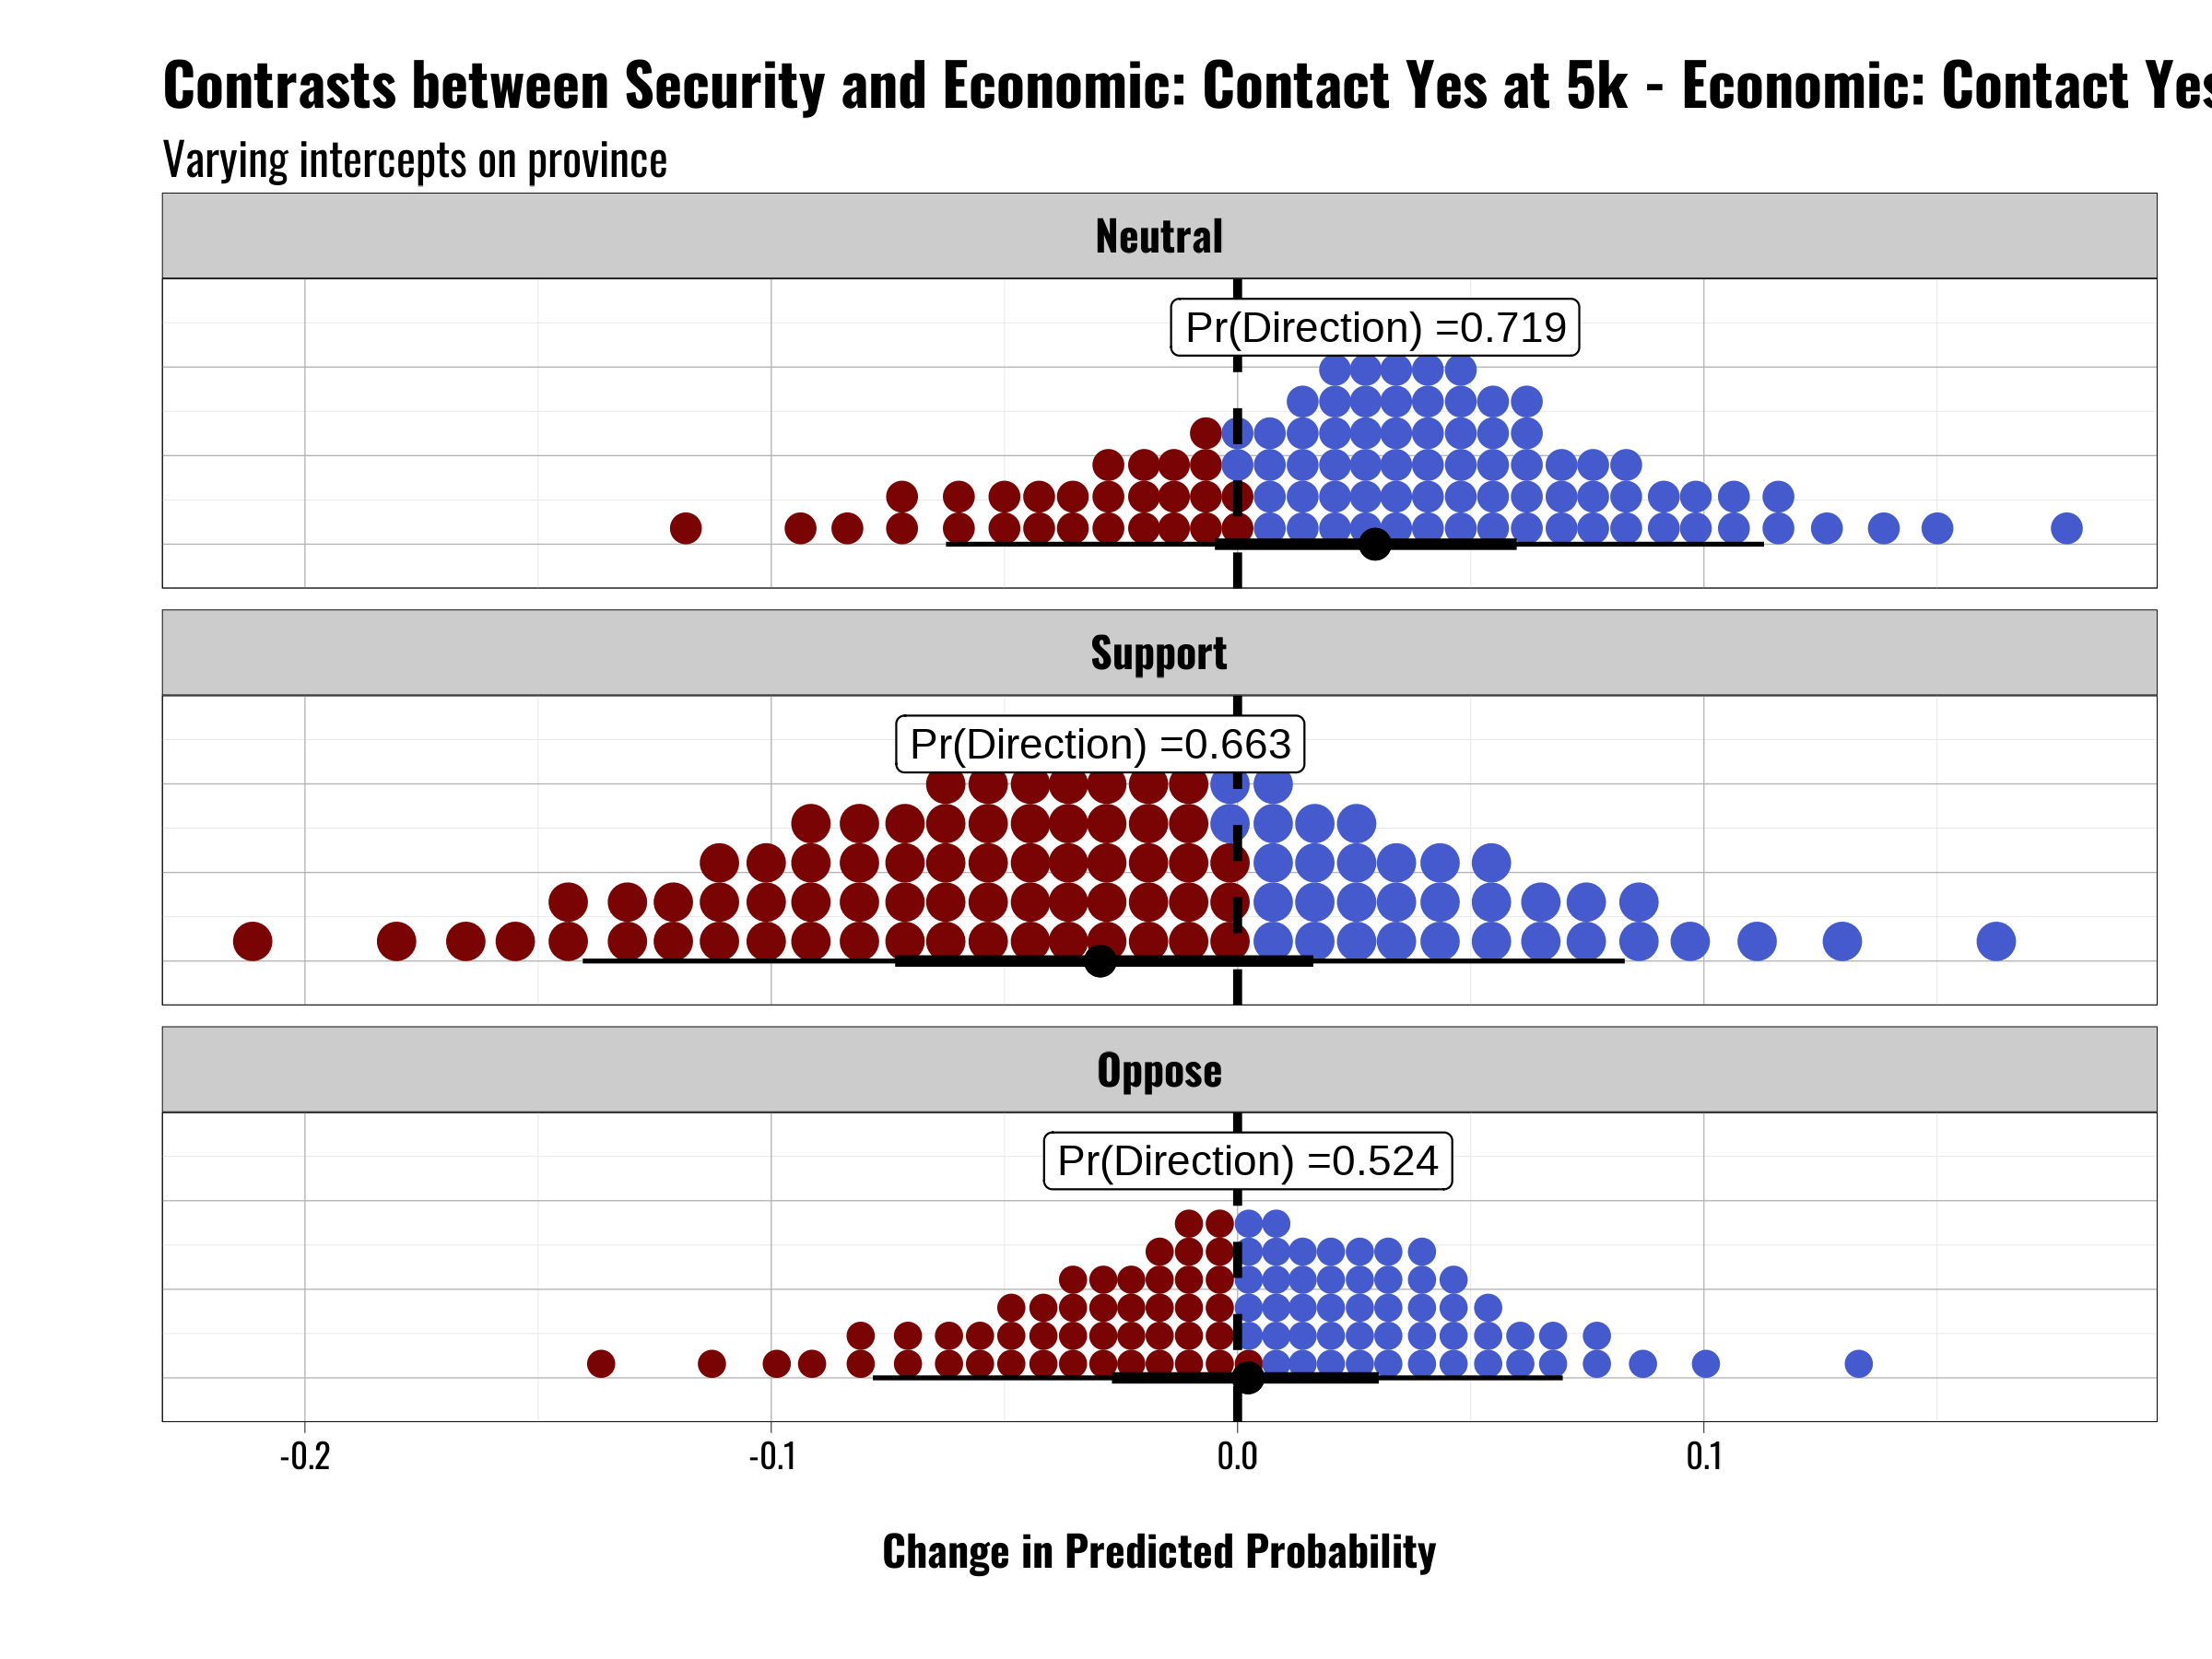 Contrasts between Security and Economic: Contact Yes at 5k - Economic: Contact Yes
Varying intercepts on province
Neutral
Pr(Direction) =0.719
Support
Pr(Direction) =0.663
Oppose
Pr(Direction) =0.524
-0.2 -0.1 0.0 0.1
Change in Predicted Probability